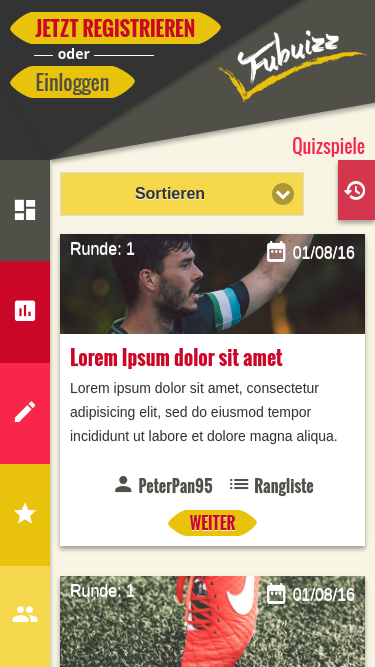 JETZT REGISTRIEREN
oder
Einloggen
Fubuizz
Quizspiele
Sortieren
Runde: 1
01/08/16
Lorem Ipsum dolor sit amet
Lorem ipsum dolor sit amet, consectetur
adipisicing elit, sed do eiusmod tempor
incididunt ut labore et dolore magna aliqua.
PeterPan95
Rangliste
WEITER
Runde: 1
01/08/16